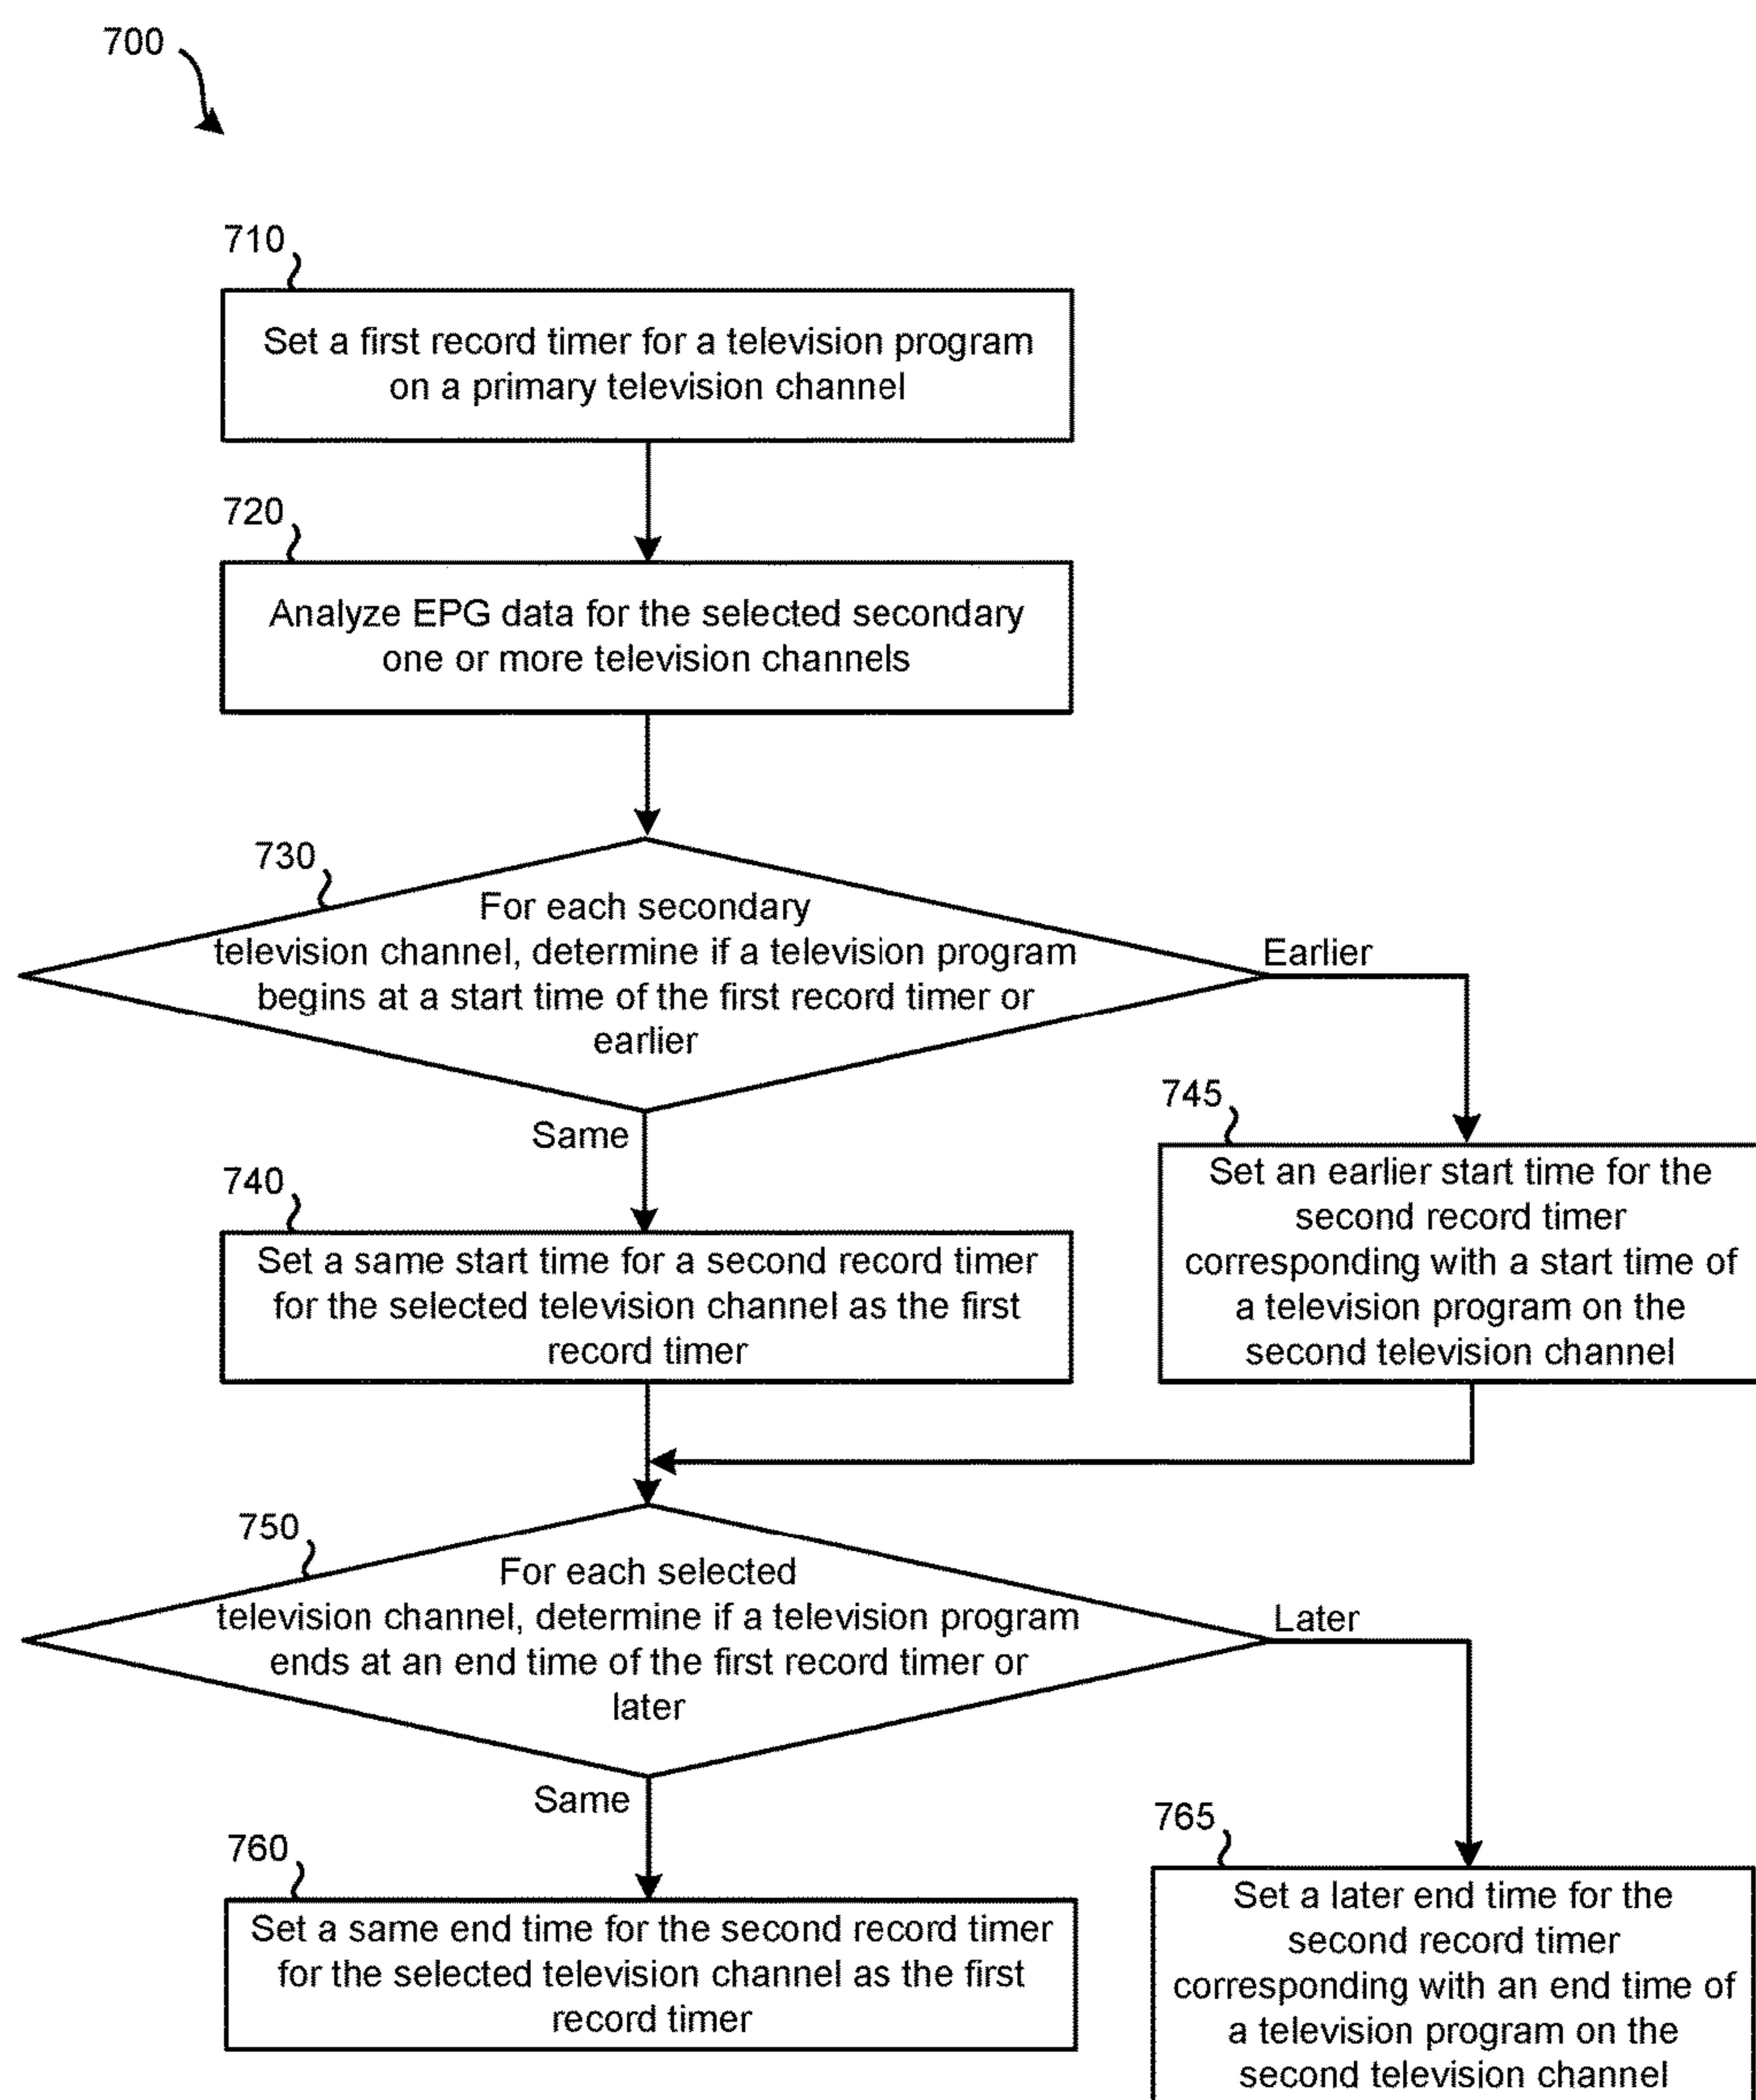 700
710
Set a first record timer for a television program
on a primary television channel
720
Analyze EPG data for the selected secondary
one or more television channels
730
For each secondary
television channel, determine if a television program
begins at a start time of the first record timer or
earlier
Earlier
Same
745
Set an earlier start time for the
second record timer
corresponding with a start time of
a television program on the
second television channel
740
Set a same start time for a second record timer
for the selected television channel as the first
record timer
750
For each selected
television channel, determine if a television program
ends at an end time of the first record timer or
later
Later
Same
760
Set a same end time for the second record timer
for the selected television channel as the first
record timer
765
Set a later end time for the
second record timer
corresponding with an end time of
a television program on the
second television channel